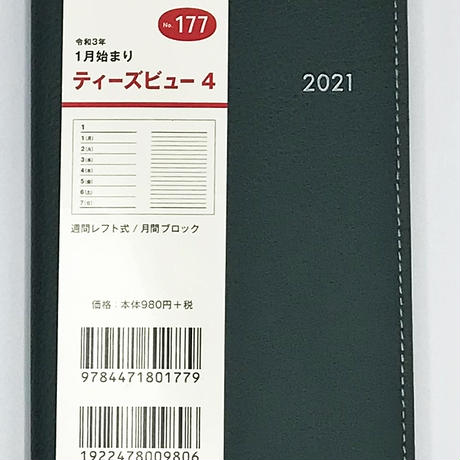 No. 177
令和3年
1月始まり
ティーズビュー 4
2021
1
1(月)
2(火)
3(水)
4(木)
5(金)
6(土)
7(日)
週間レフト式 / 月間ブロック
価格：本体980円＋税
9784471801779
1922478009806